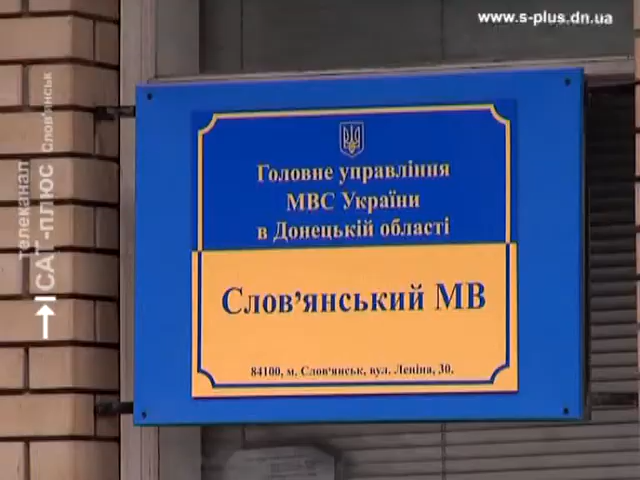 www.s-plus.dn.ua
Головне управління
МВС України
в Донецькій області
Слов'янський МВ
84100, м. Слов'янськ, вул. Леніна, 30.
телеканал
САТ-ПЛЮС Слов'янськ